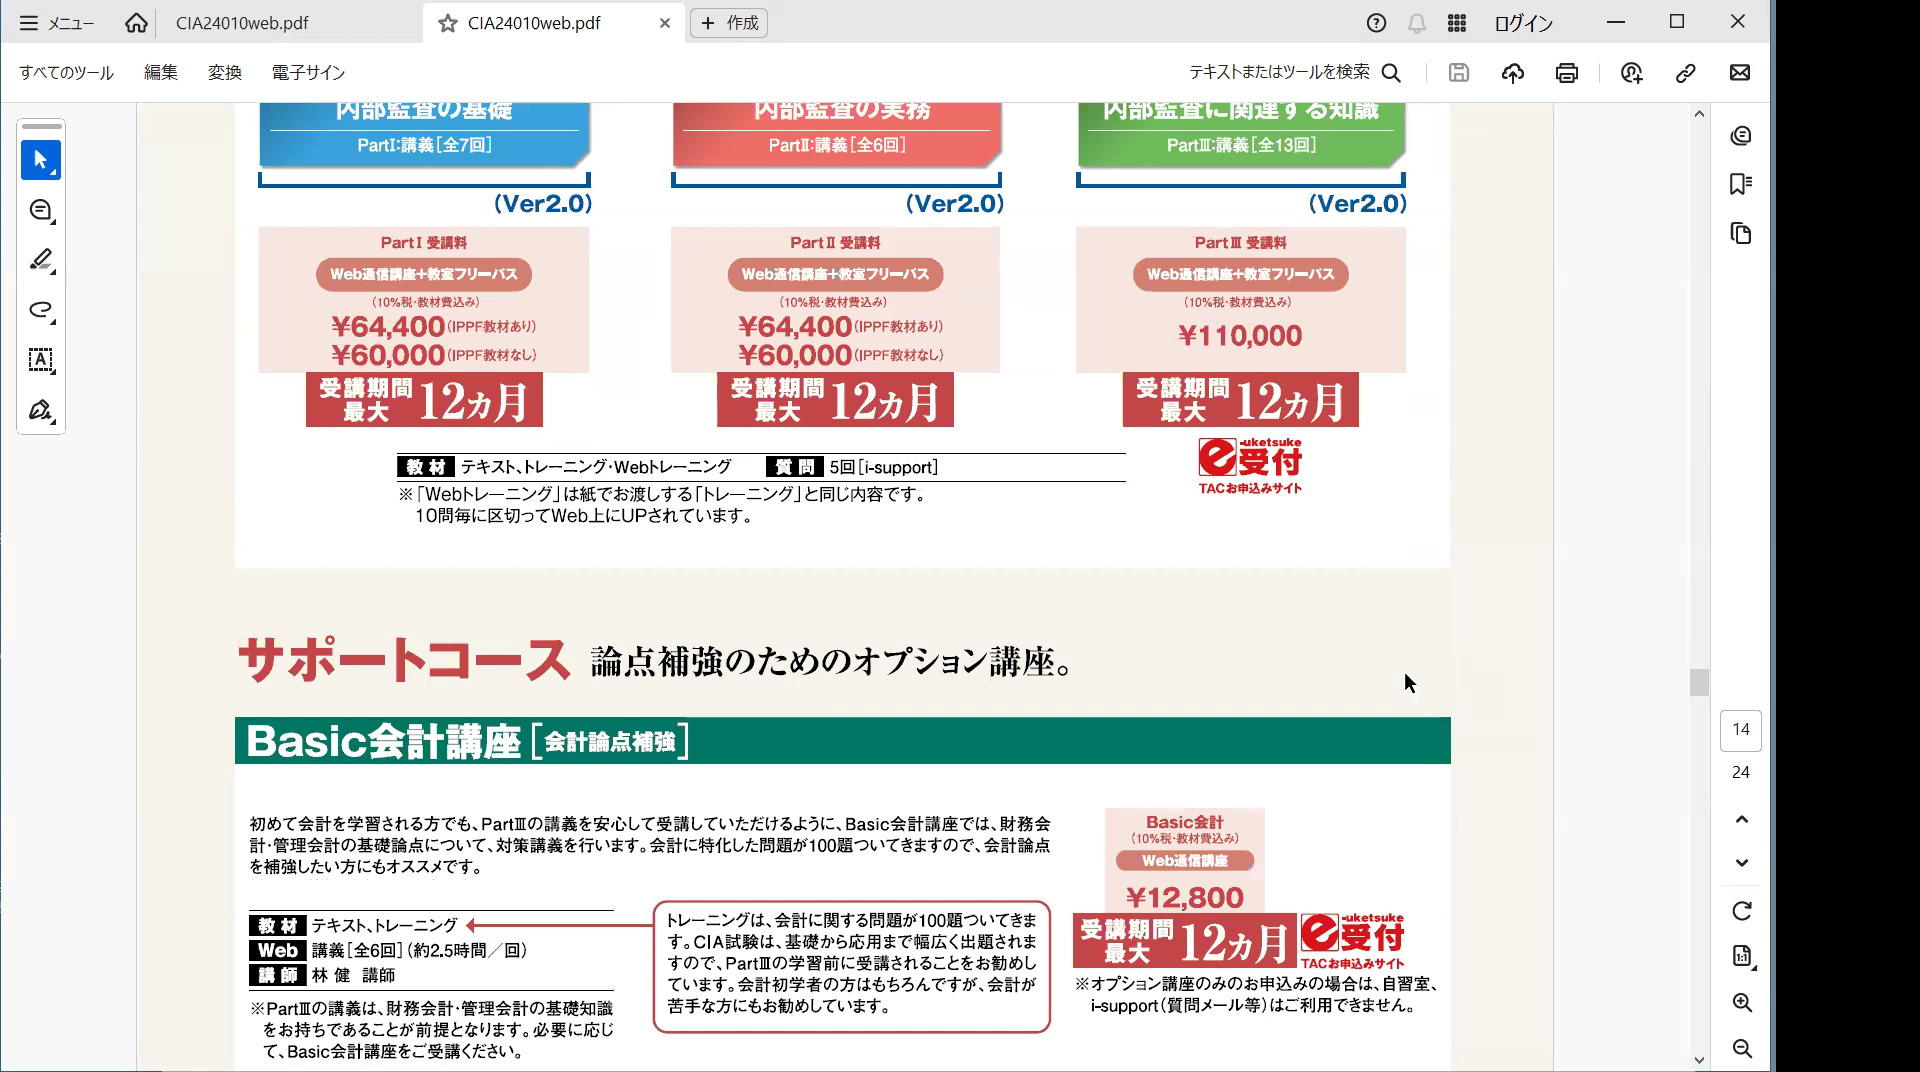 メニュー
CIA24010web.pdf
CIA24010web.pdf
作成
ログイン
すべてのツール
編集
変換
電子サイン
テキストまたはツールを検索
内部監査の基礎
PartⅠ:講義[全7回]
内部監査の実務
PartⅡ:講義[全6回]
内部監査に関連する知識
PartⅢ:講義[全13回]
(Ver2.0)
(Ver2.0)
(Ver2.0)
PartⅠ 受講料
Web通信講座+教室フリーパス
(10%税・教材費込み)
¥64,400(IPPF教材あり)
¥60,000(IPPF教材なし)
受講期間
最大
12ヵ月
PartⅡ 受講料
Web通信講座+教室フリーパス
(10%税・教材費込み)
¥64,400(IPPF教材あり)
¥60,000(IPPF教材なし)
受講期間
最大
12ヵ月
PartⅢ 受講料
Web通信講座+教室フリーパス
(10%税・教材費込み)
¥110,000
受講期間
最大
12ヵ月
教材 テキスト、トレーニング・Webトレーニング 質問 5回[i-support]
※「Webトレーニング」は紙でお渡しする「トレーニング」と同じ内容です。
10問毎に区切ってWeb上にUPされています。
e-uketsuke
受付
TACお申込みサイト
サポートコース 論点補強のためのオプション講座。
Basic会計講座[会計論点補強]
初めて会計を学習される方でも、PartⅢの講義を安心して受講していただけるように、Basic会計講座では、財務会
計・管理会計の基礎論点について、対策講義を行います。会計に特化した問題が100題ついてきますので、会計論点
を補強したい方にもオススメです。
教材 テキスト、トレーニング
Web 講義[全6回](約2.5時間/回)
講師 林 健 講師
※PartⅢの講義は、財務会計・管理会計の基礎知識
をお持ちであることが前提となります。必要に応じ
て、Basic会計講座をご受講ください。
トレーニングは、会計に関する問題が100題ついてきま
す。CIA試験は、基礎から応用まで幅広く出題されま
すので、PartⅢの学習前に受講されることをお勧めし
ています。会計初学者の方はもちろんですが、会計が
苦手な方にもお勧めしています。
Basic会計
(10%税・教材費込み)
Web通信講座
¥12,800
受講期間
最大
12ヵ月
e-uketsuke
受付
TACお申込みサイト
※オプション講座のみのお申込みの場合は、自習室、
i-support(質問メール等)はご利用できません。
14
24